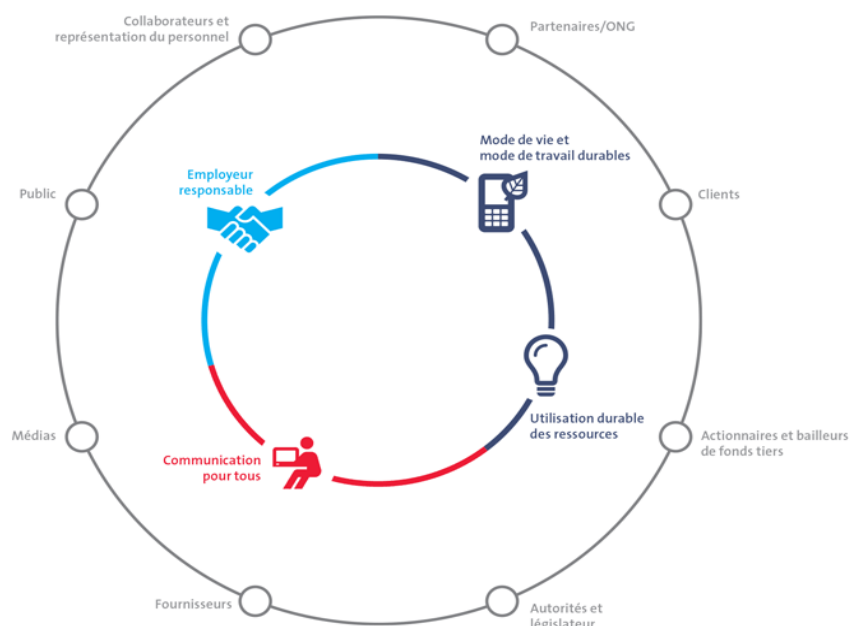 Collaborateurs et
représentation du personnel
Partenaires/ONG
Mode de vie et
mode de travail durables
Employeur
responsable
Public
Clients
Utilisation durable
des ressources
Médias
Actionnaires et bailleurs
de fonds tiers
Communication
pour tous
Fournisseurs
Autorités et
législateur